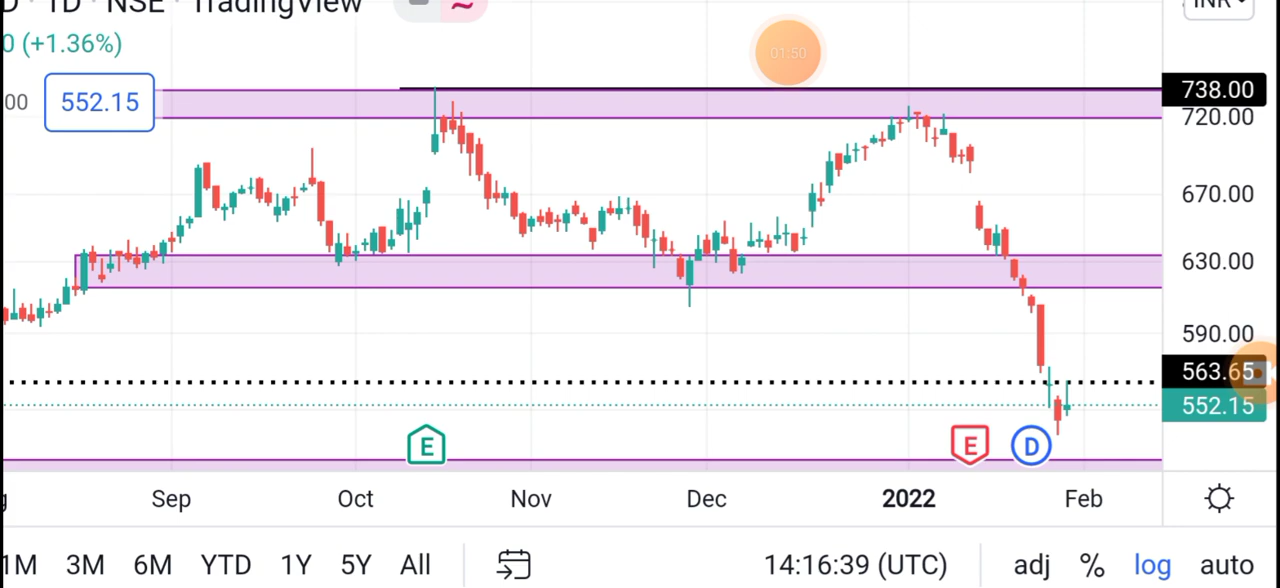 1D · NSE · TradingView
INR
0 (+1.36%)
01:50
00 552.15
738.00
720.00
670.00
630.00
590.00
563.65
552.15
E E D
Sep Oct Nov Dec 2022 Feb
1M 3M 6M YTD 1Y 5Y All 14:16:39 (UTC) adj % log auto